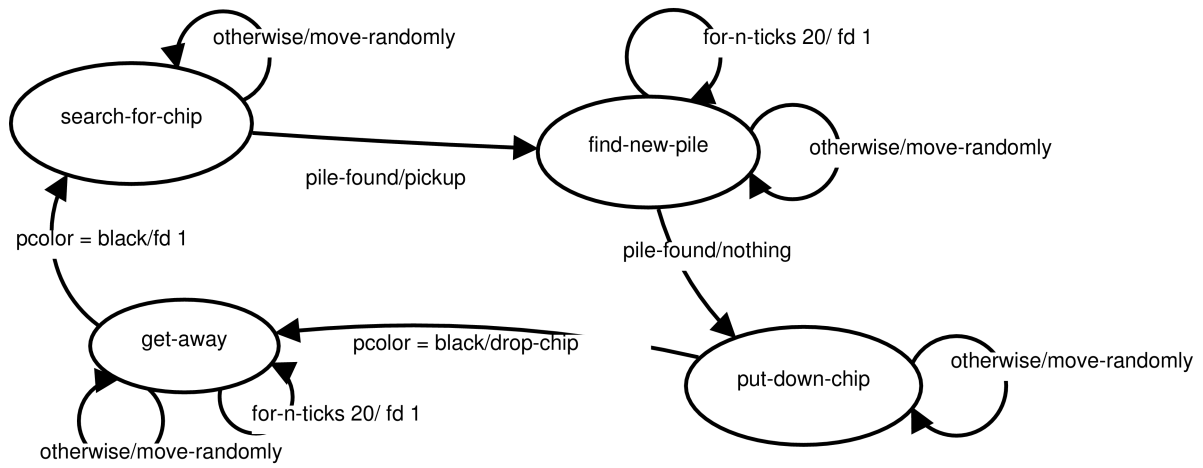 otherwise/move-randomly
for-n-ticks 20/ fd 1
search-for-chip
find-new-pile
otherwise/move-randomly
pile-found/pickup
pcolor = black/fd 1
pile-found/nothing
get-away
pcolor = black/drop-chip
otherwise/move-randomly
put-down-chip
for-n-ticks 20/ fd 1
otherwise/move-randomly